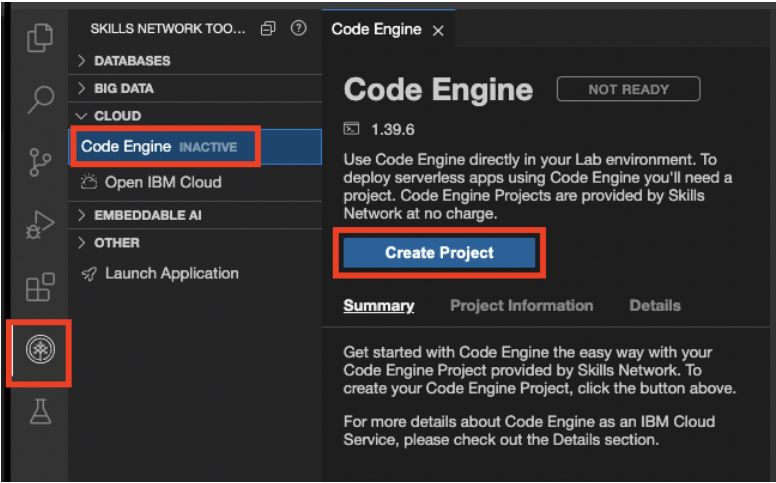 SKILLS NETWORK TOO...
DATABASES
BIG DATA
CLOUD
Code Engine INACTIVE
Open IBM Cloud
EMBEDDABLE AI
OTHER
Launch Application
Code Engine
Code Engine NOT READY
1.39.6
Use Code Engine directly in your Lab environment. To
deploy serverless apps using Code Engine you'll need a
project. Code Engine Projects are provided by Skills
Network at no charge.
Create Project
Summary Project Information Details
Get started with Code Engine the easy way with your
Code Engine Project provided by Skills Network. To
create your Code Engine Project, click the button above.
For more details about Code Engine as an IBM Cloud
Service, please check out the Details section.